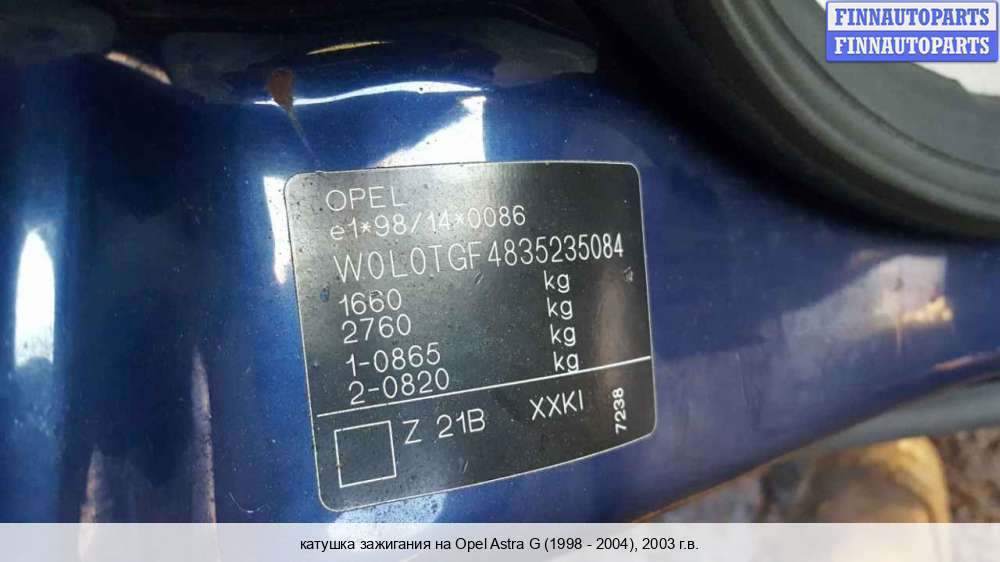 FINNAUTOPARTS
FINNAUTOPARTS
OPEL
e1*98/14*0086
W0L0TGF4835235084
1660 kg
2760 kg
1-0865 kg
2-0820 kg
Z 21B XXKI
7238
катушка зажигания на Opel Astra G (1998 - 2004), 2003 г.в.